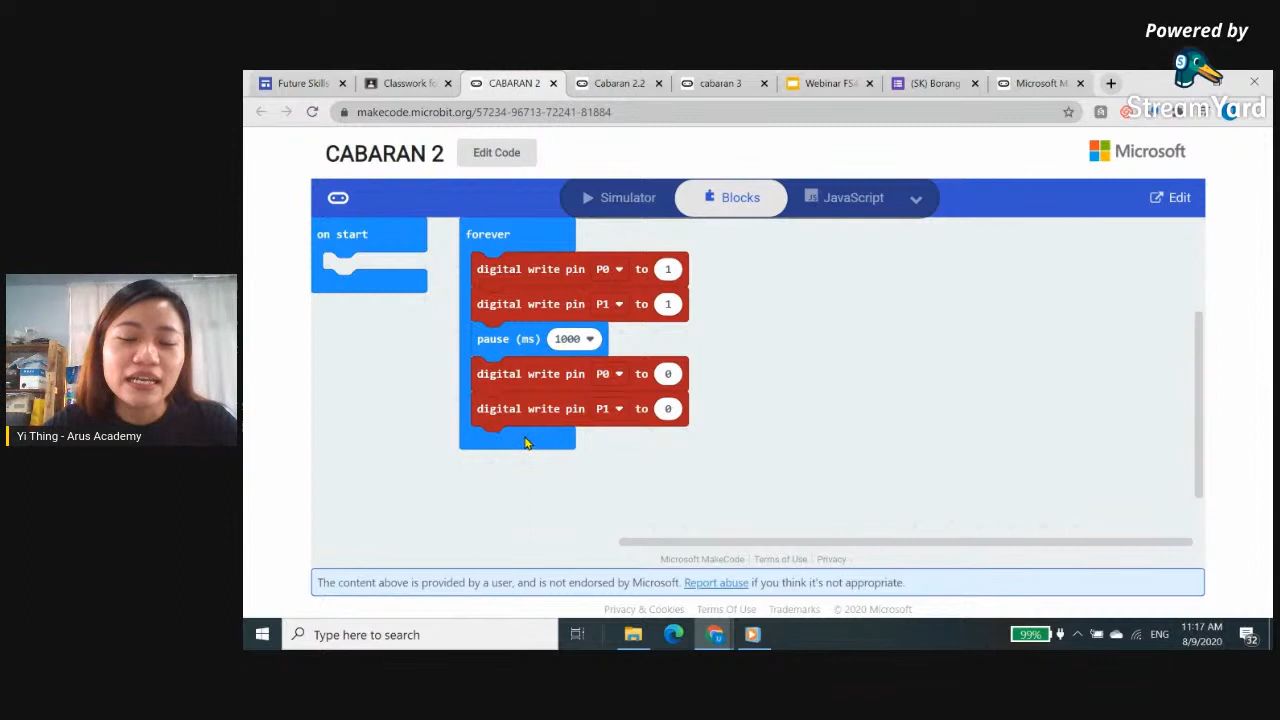 Powered by
StreamYard
Future Skills
Classwork fo
CABARAN 2
Cabaran 2.2
cabaran 3
Webinar FS4
(SK) Borang
Microsoft M
makecode.microbit.org/57234-96713-72241-81884
CABARAN 2
Edit Code
Microsoft
Simulator
Blocks
JavaScript
Edit
on start
forever
digital write pin P0 to 1
digital write pin P1 to 1
pause (ms) 1000
digital write pin P0 to 0
digital write pin P1 to 0
Yi Thing - Arus Academy
Microsoft MakeCode Terms of Use Privacy
The content above is provided by a user, and is not endorsed by Microsoft. Report abuse if you think it's not appropriate.
Privacy & Cookies Terms Of Use Trademarks © 2020 Microsoft
Type here to search
99%
ENG
11:17 AM
8/9/2020
32